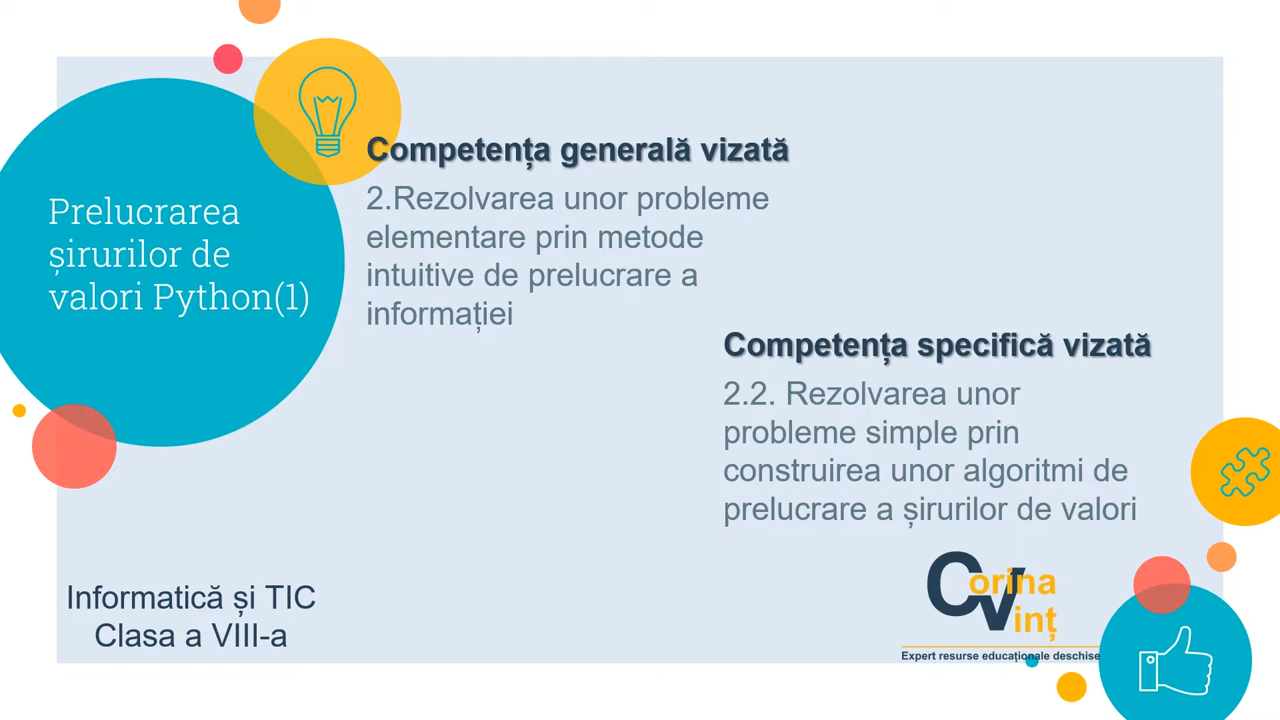 Prelucrarea
șirurilor de
valori Python(1)
Competența generală vizată
2.Rezolvarea unor probleme
elementare prin metode
intuitive de prelucrare a
informației
Competența specifică vizată
2.2. Rezolvarea unor
probleme simple prin
construirea unor algoritmi de
prelucrare a șirurilor de valori
Informatică și TIC
Clasa a VIII-a
Corina
Vinț
Expert resurse educaționale deschise